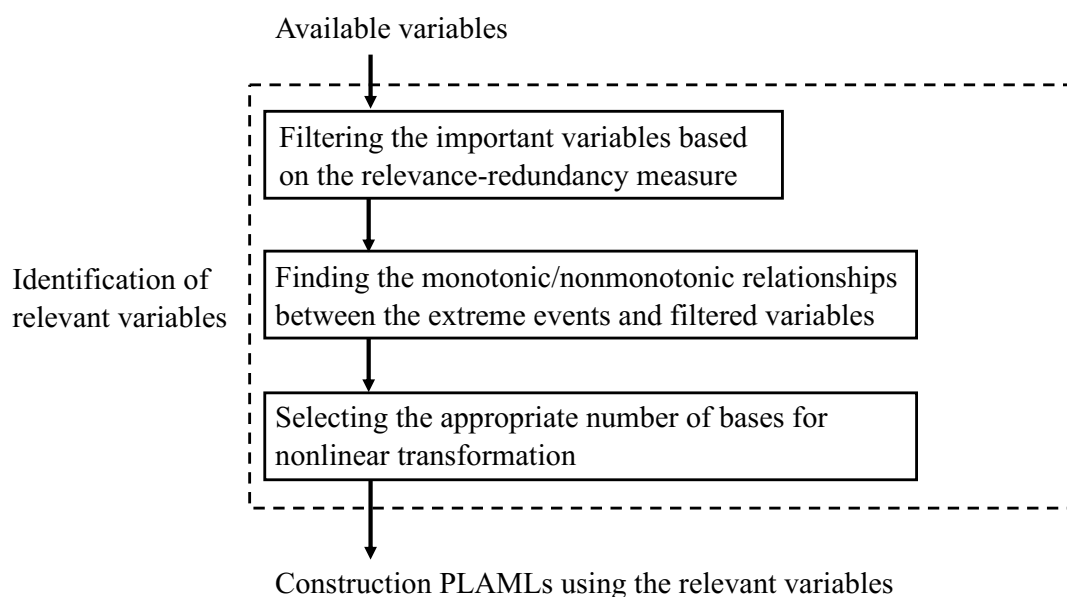 Available variables
Filtering the important variables based
on the relevance-redundancy measure
Identification of
relevant variables
Finding the monotonic/nonmonotonic relationships
between the extreme events and filtered variables
Selecting the appropriate number of bases for
nonlinear transformation
Construction PLAMLs using the relevant variables